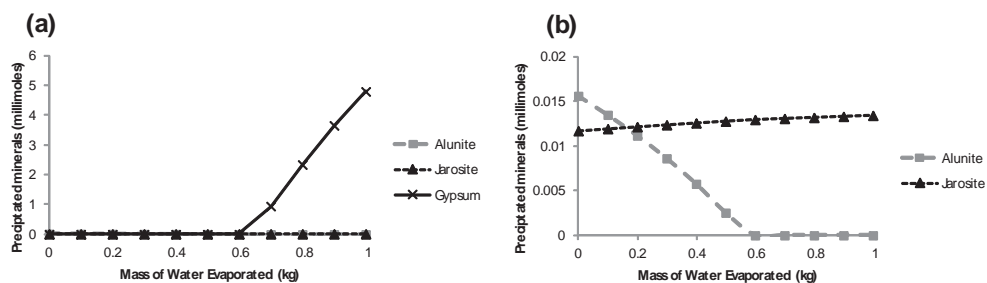 (a)
Preciptated minerals (millimoles)
6
5
4
3
2
1
0
0
0.2
0.4
0.6
0.8
1
Mass of Water Evaporated (kg)
Alunite
Jarosite
Gypsum
(b)
Preciptated minerals (millimoles)
0.02
0.015
0.01
0.005
0
0
0.2
0.4
0.6
0.8
1
Mass of Water Evaporated (kg)
Alunite
Jarosite